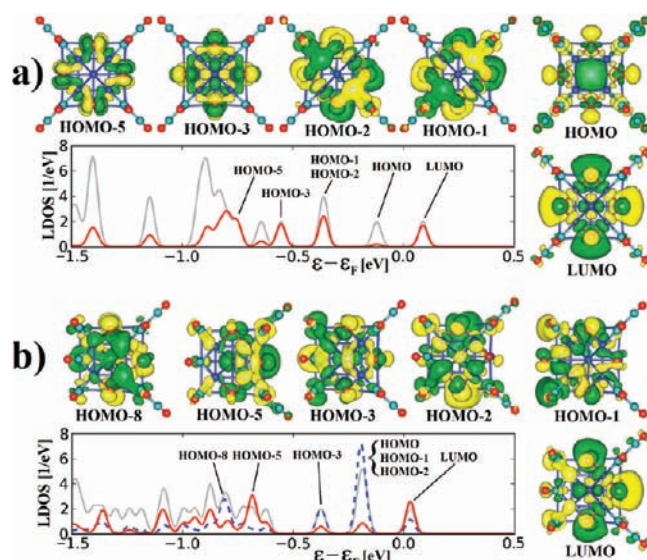 a)
HOMO-5 HOMO-3 HOMO-2 HOMO-1 HOMO
LDOS [1/eV]
8
6
4
2
0
HOMO-5
HOMO-3
HOMO-1
HOMO-2
HOMO
LUMO
-1.5 -1.0 -0.5 0.0 0.5
ε−ε_F [eV]
LUMO
b)
HOMO-8 HOMO-5 HOMO-3 HOMO-2 HOMO-1
LDOS [1/eV]
8
6
4
2
0
HOMO-8
HOMO-5
HOMO-3
HOMO
HOMO-1
HOMO-2
LUMO
-1.5 -1.0 -0.5 0.0 0.5
ε−ε_F [eV]
LUMO